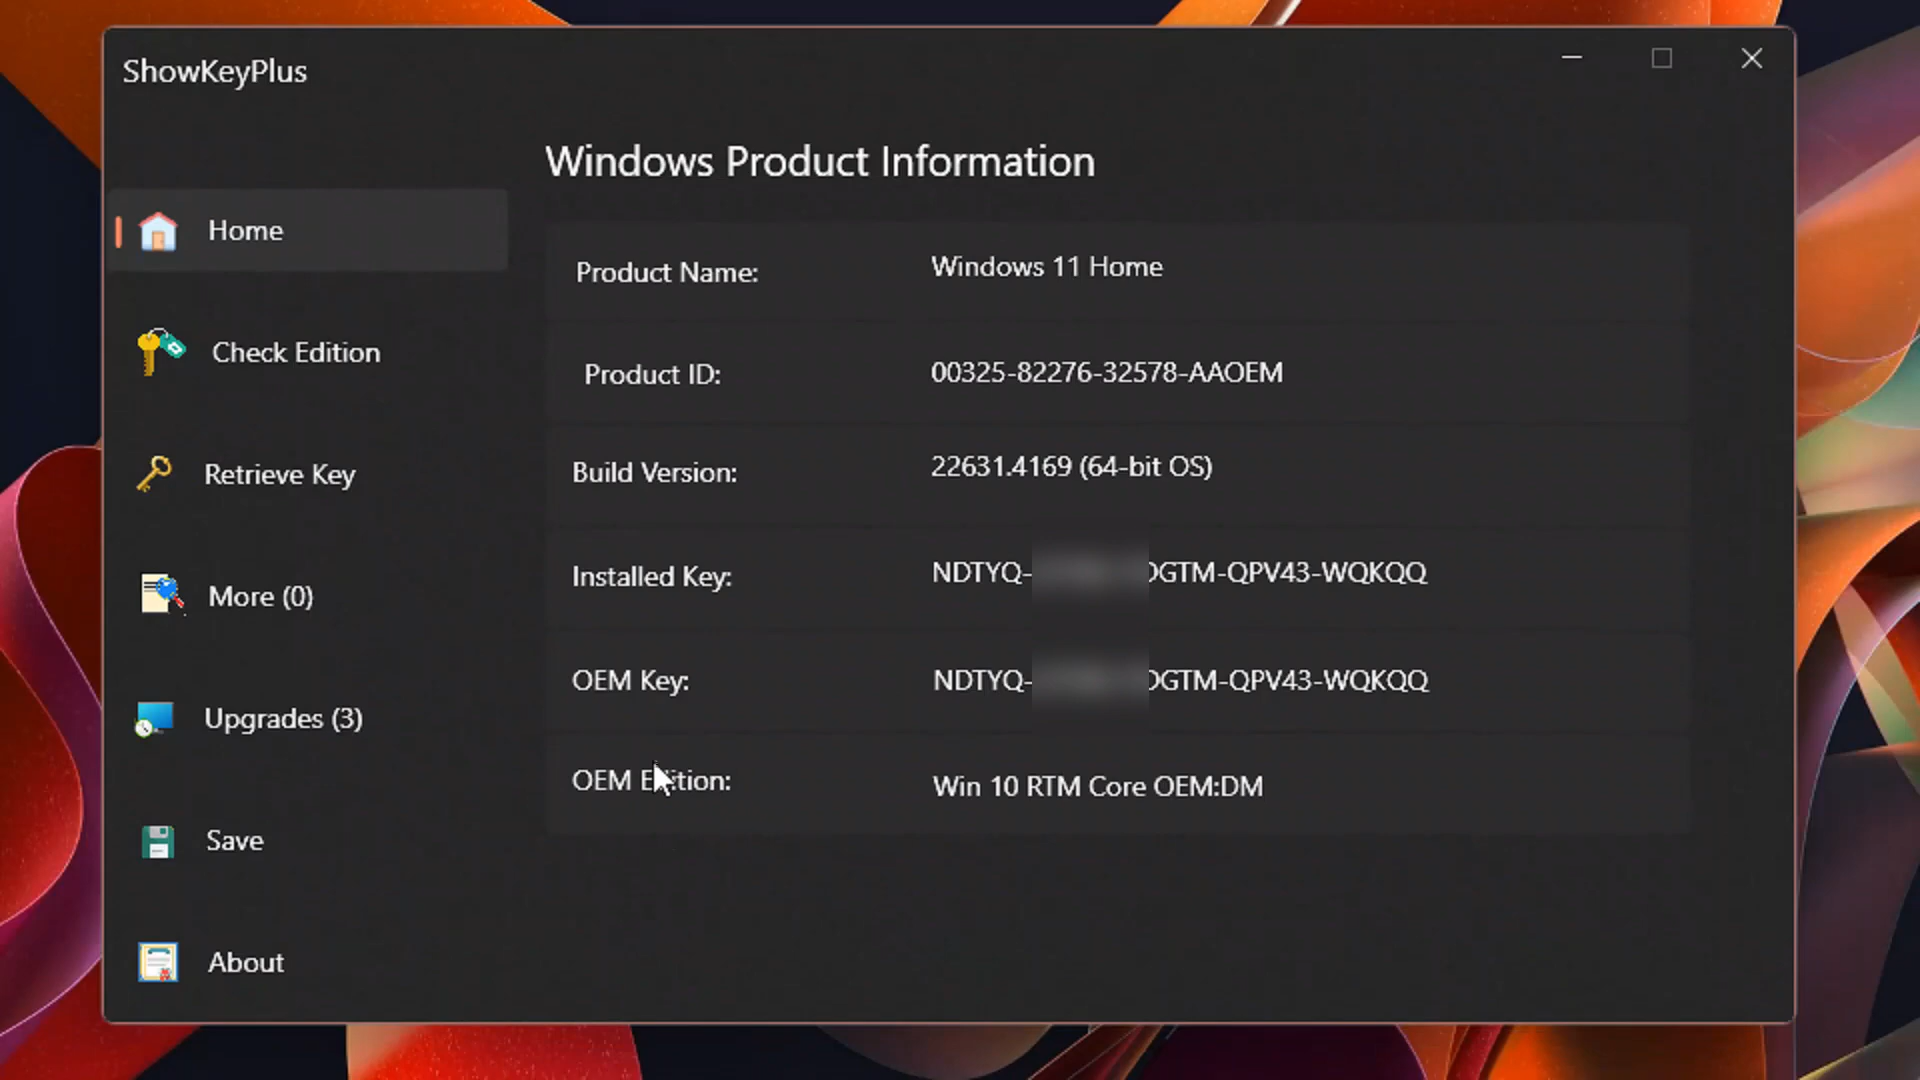 ShowKeyPlus
Windows Product Information
Home
Check Edition
Retrieve Key
More (0)
Upgrades (3)
Save
About
Product Name: Windows 11 Home
Product ID: 00325-82276-32578-AAOEM
Build Version: 22631.4169 (64-bit OS)
Installed Key: NDTYQ- GTM-QPV43-WQKQQ
OEM Key: NDTYQ- GTM-QPV43-WQKQQ
OEM Edition: Win 10 RTM Core OEM:DM